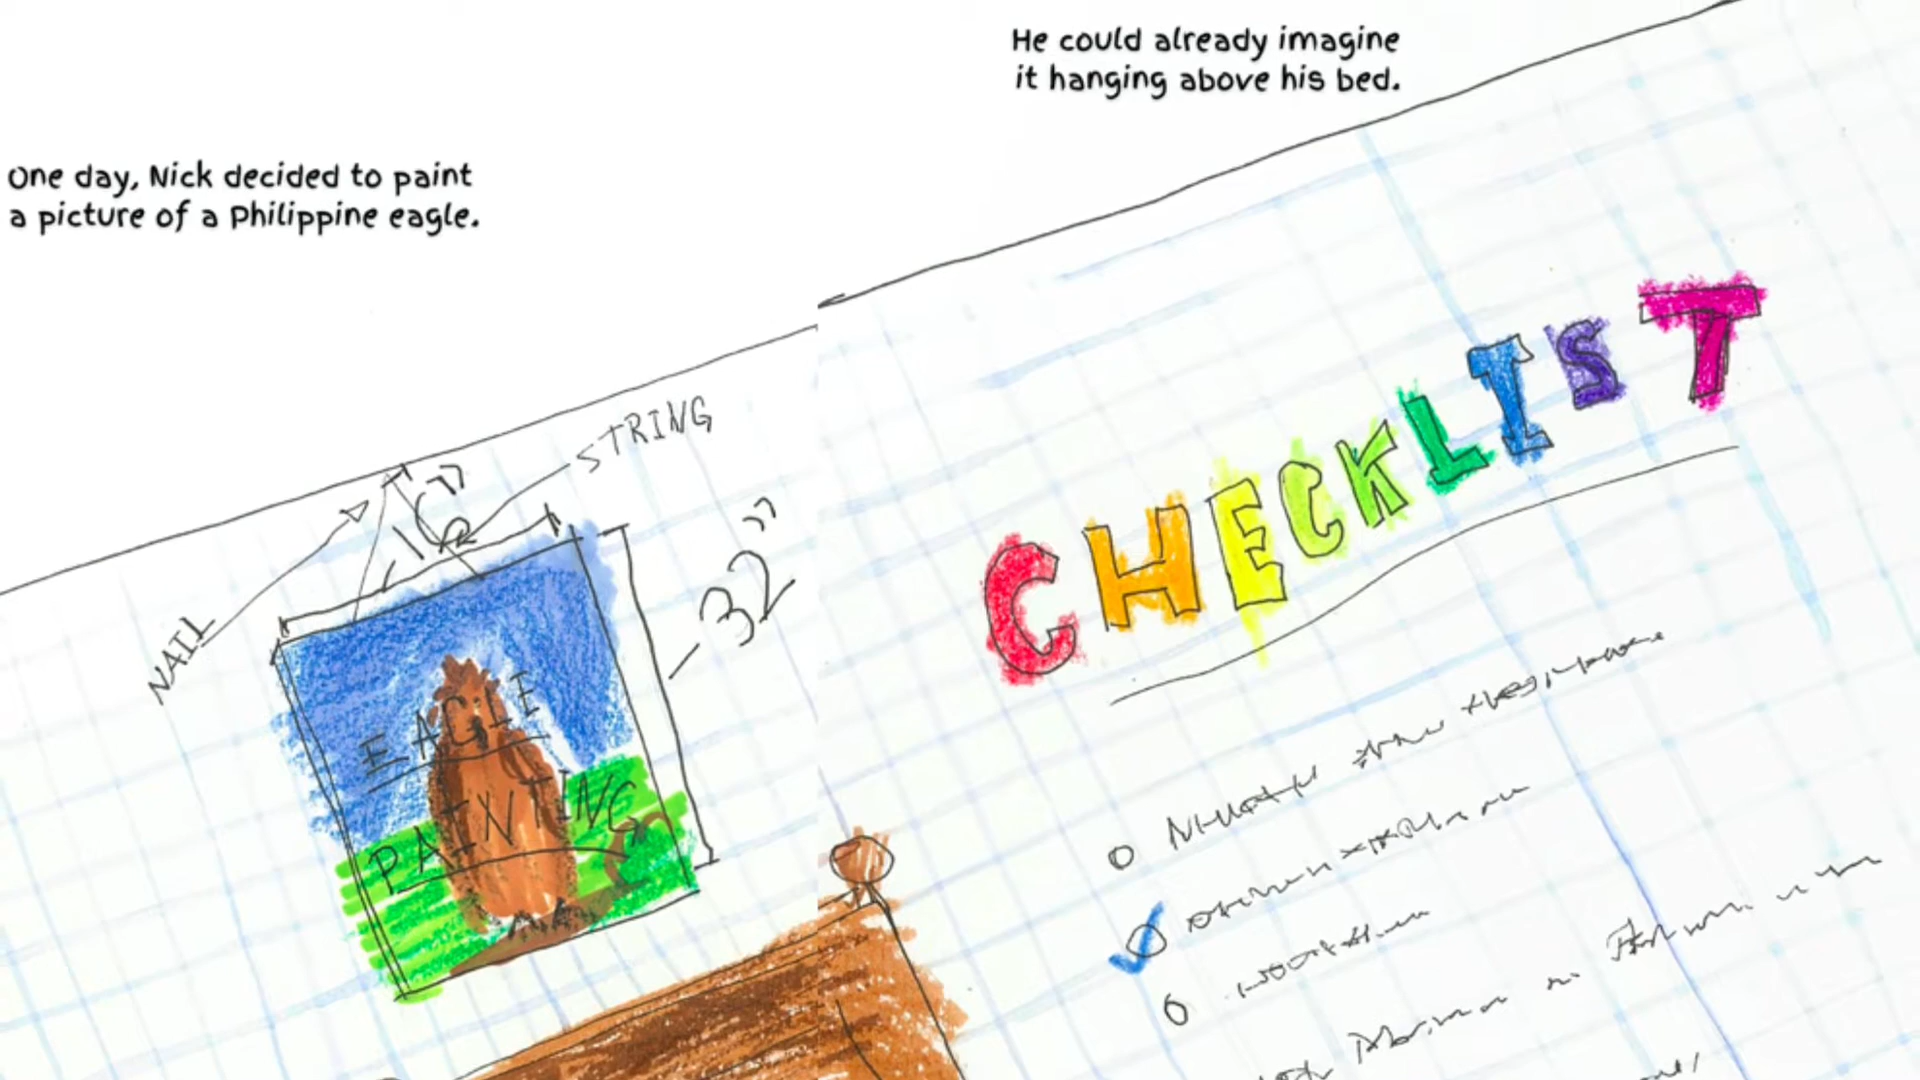 One day, Nick decided to paint
a picture of a Philippine eagle.
STRING
16"
32"
NAIL
EAGLE
PAINTING
He could already imagine
it hanging above his bed.
CHECKLIST